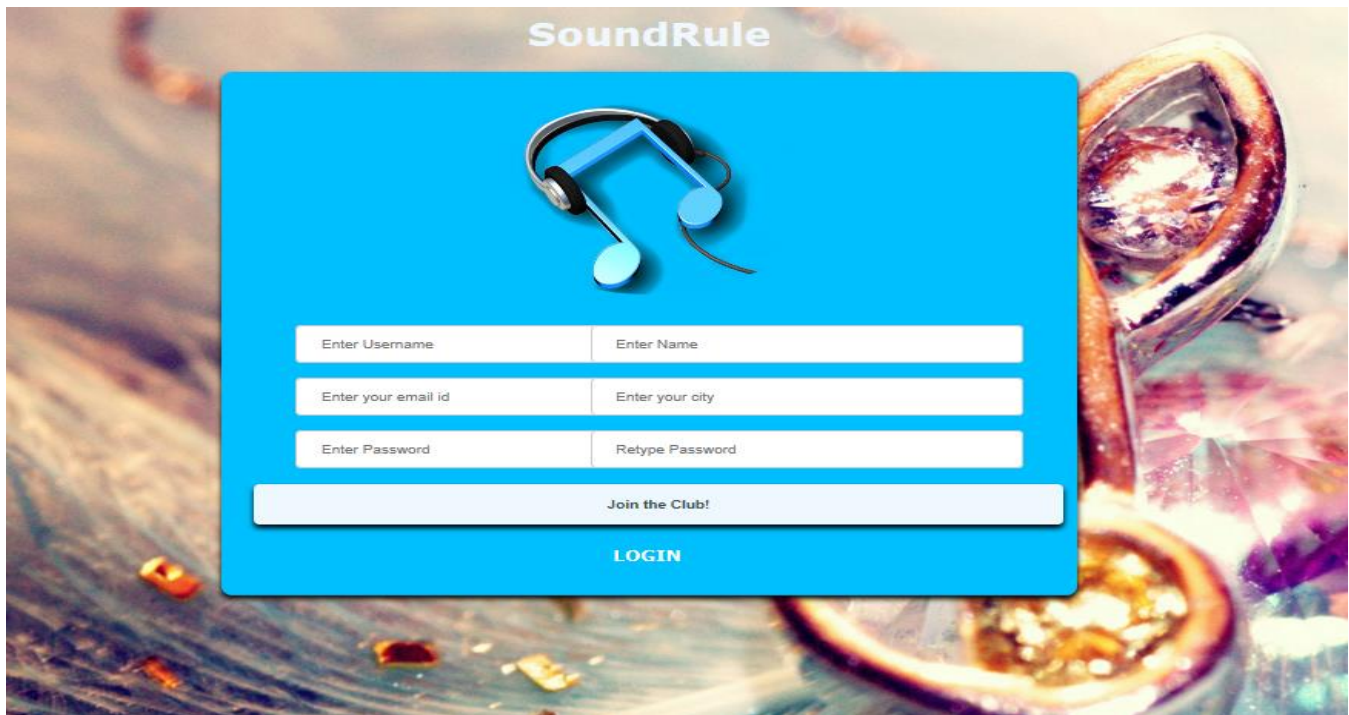 SoundRule
Enter Username Enter Name
Enter your email id Enter your city
Enter Password Retype Password
Join the Club!
LOGIN